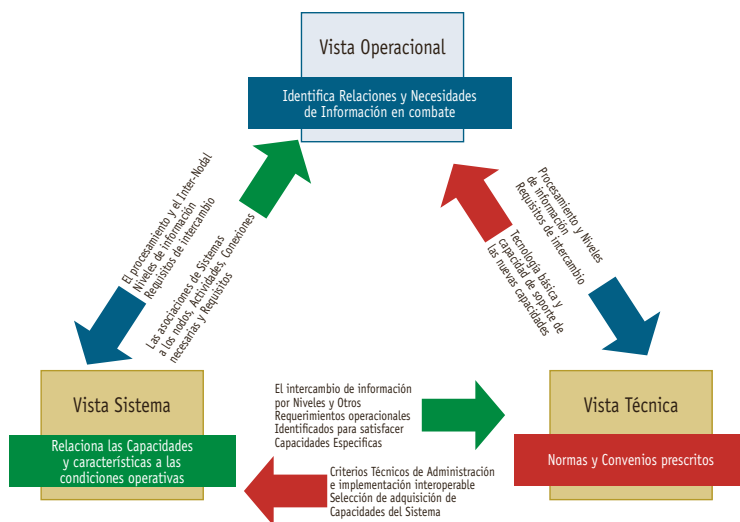 Vista Operacional
Identifica Relaciones y Necesidades
de Información en combate
El procesamiento y el Inter-Nodal
Niveles de información
Requisitos de intercambio
Las asociaciones de Sistemas
a los nodos, Actividades, Conexiones
necesarias y Requisitos
Procesamiento y Niveles
de información
Requisitos de intercambio
Tecnología básica y
capacidad de soporte de
las nuevas capacidades
Vista Sistema
Relaciona las Capacidades
y características a las
condiciones operativas
El intercambio de información
por Niveles y Otros
Requerimientos operacionales
Identificados para satisfacer
Capacidades Especificas
Vista Técnica
Normas y Convenios prescritos
Criterios Técnicos de Administración
e implementación interoperable
Selección de adquisición de
Capacidades del Sistema